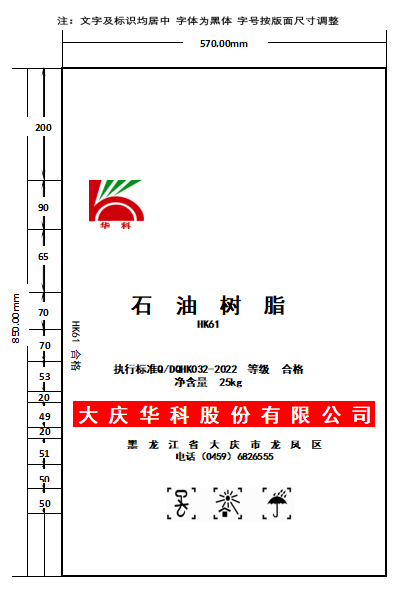 注：文字及标识均居中 字体为黑体 字号按版面尺寸调整
570.00mm
850.00mm
200
90
65
70
70
53
20
49
20
51
50
50
华科
石油树脂
HK61
HK61 合格
执行标准Q/DQHK032-2022 等级 合格
净含量 25kg
大庆华科股份有限公司
黑龙江省大庆市龙凤区
电话（0459）6826555